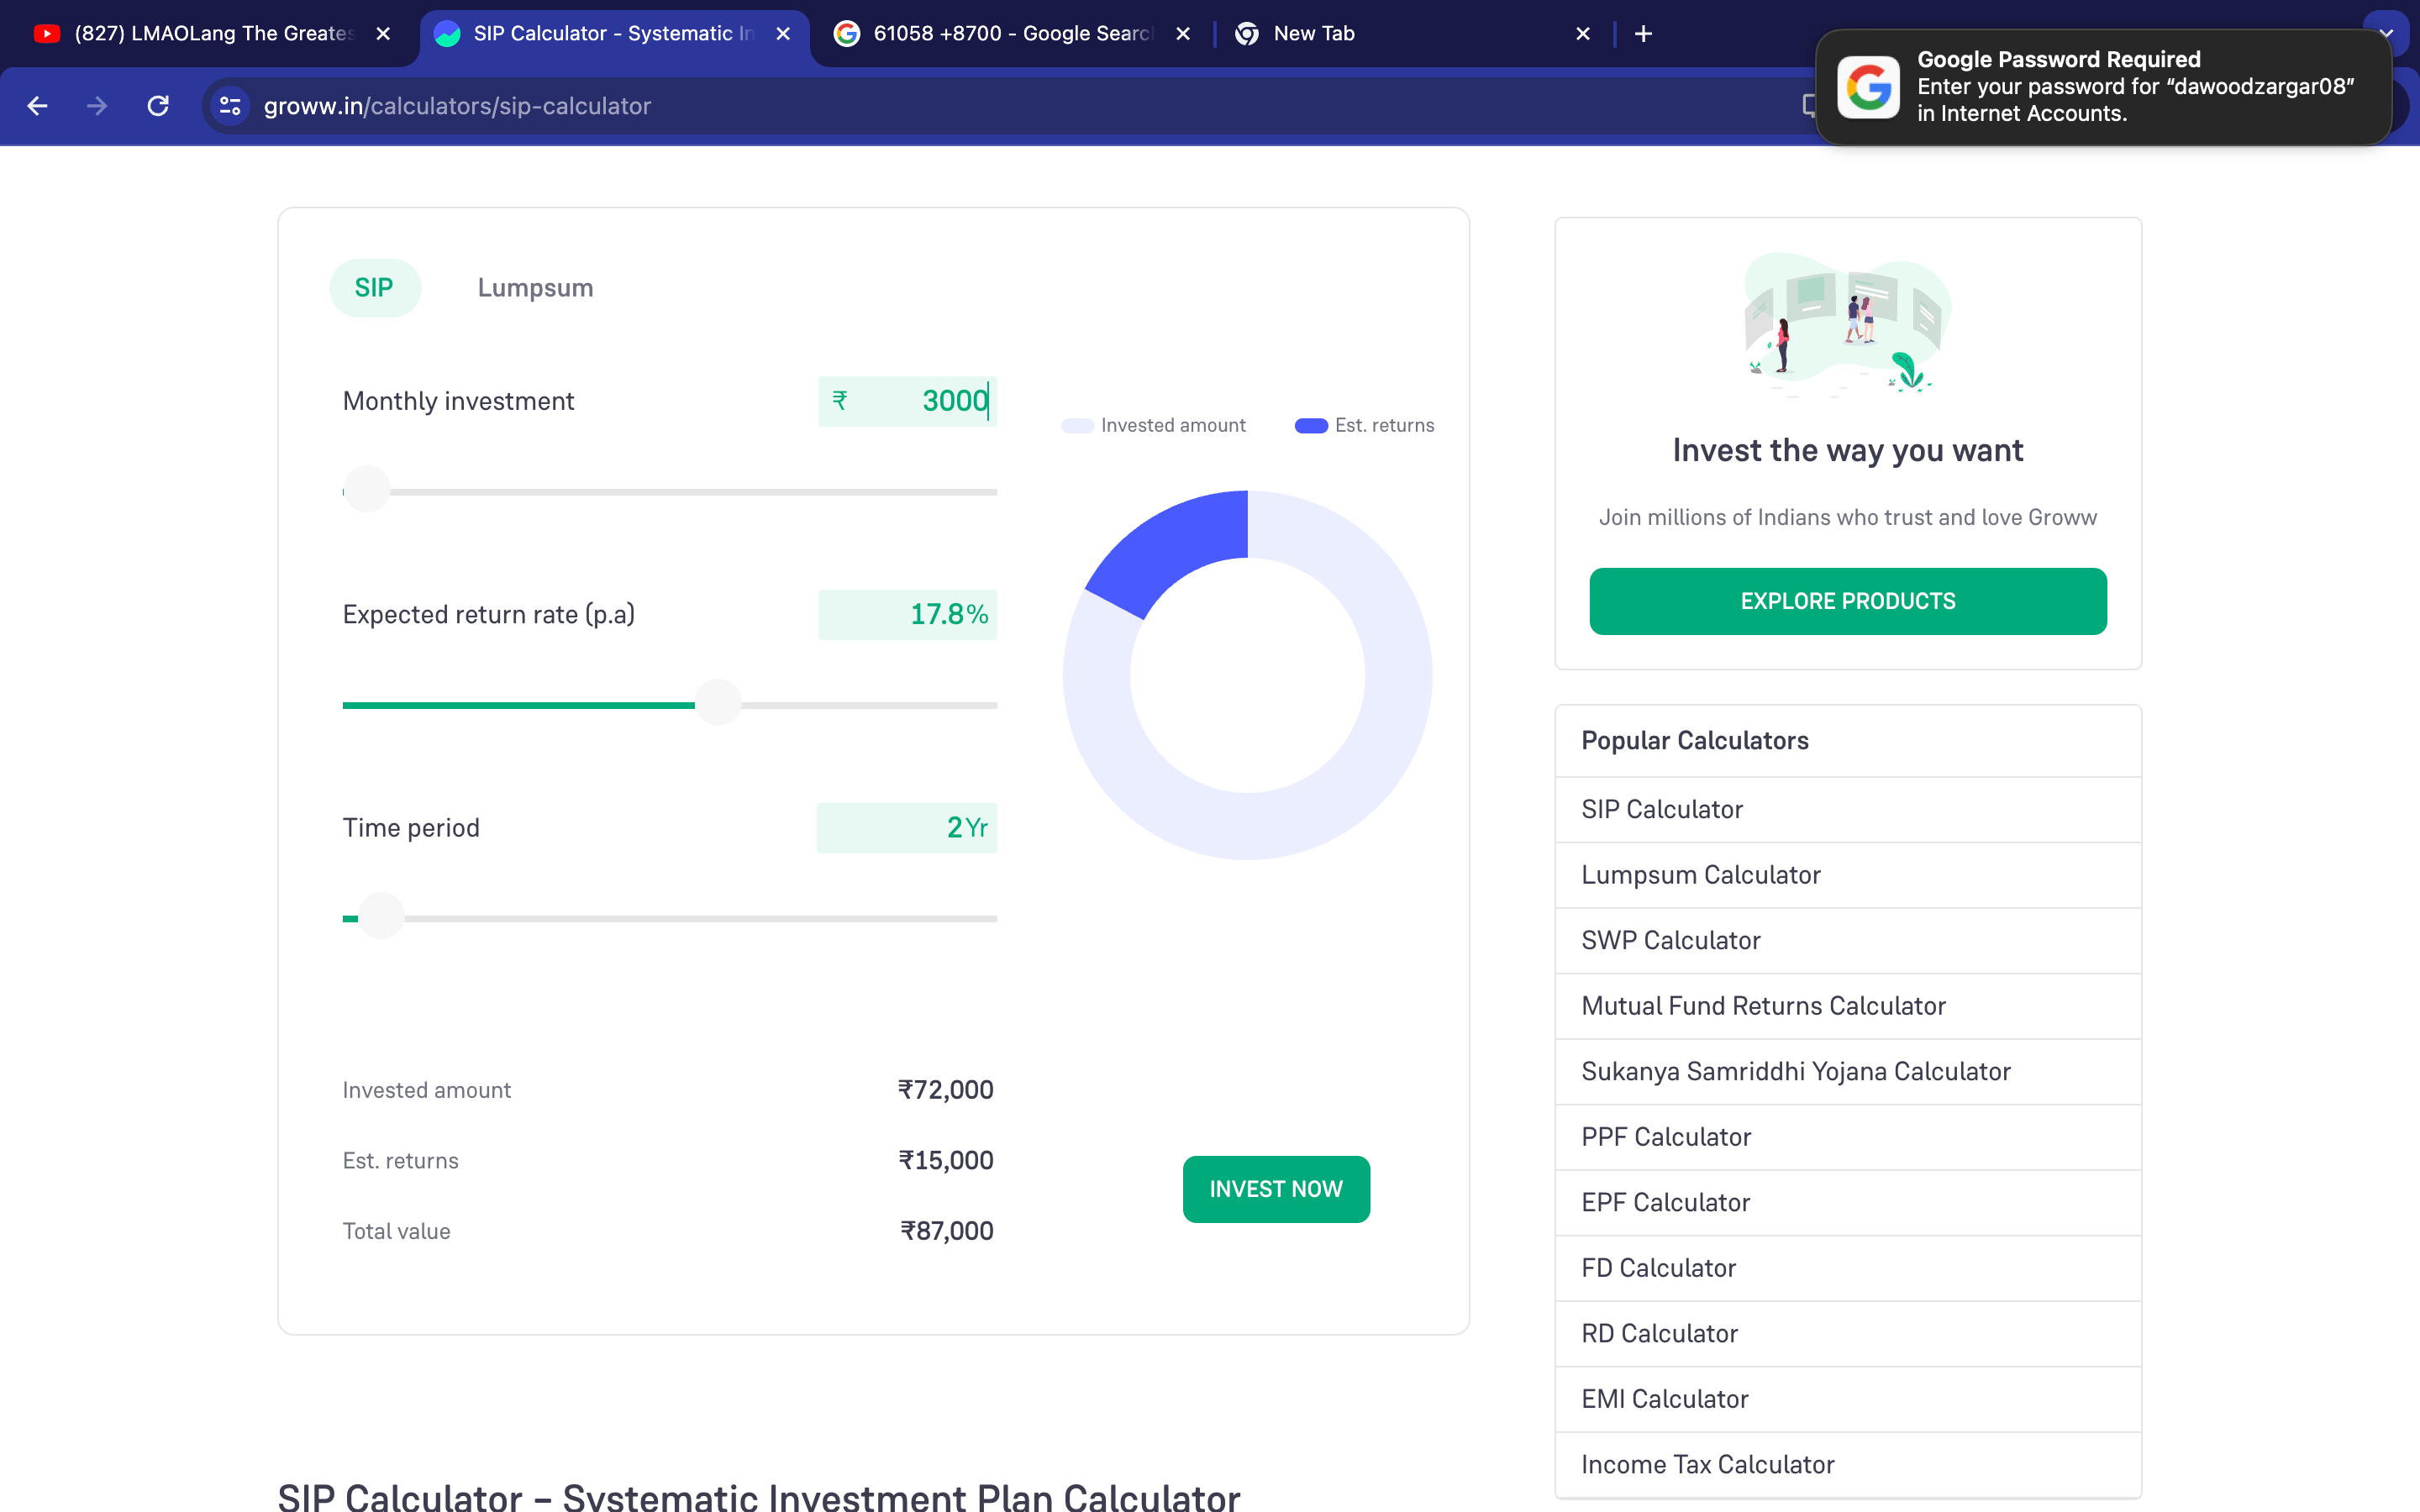 (827) LMAOLang The Greates
SIP Calculator - Systematic In
61058 +8700 - Google Search
New Tab
groww.in/calculators/sip-calculator
Google Password Required
Enter your password for “dawoodzargar08”
in Internet Accounts.
SIP
Lumpsum
Monthly investment
₹ 3000
Expected return rate (p.a)
17.8%
Time period
2Yr
Invested amount
Est. returns
Invested amount
₹72,000
Est. returns
₹15,000
Total value
₹87,000
INVEST NOW
Invest the way you want
Join millions of Indians who trust and love Groww
EXPLORE PRODUCTS
Popular Calculators
SIP Calculator
Lumpsum Calculator
SWP Calculator
Mutual Fund Returns Calculator
Sukanya Samriddhi Yojana Calculator
PPF Calculator
EPF Calculator
FD Calculator
RD Calculator
EMI Calculator
Income Tax Calculator
SIP Calculator – Systematic Investment Plan Calculator